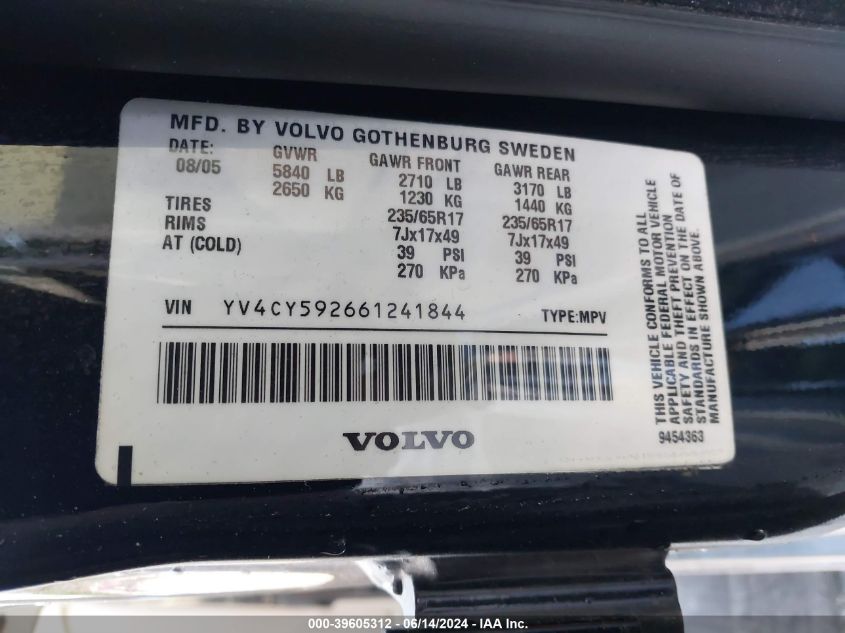 MFD. BY VOLVO GOTHENBURG SWEDEN
DATE: GVWR GAWR FRONT GAWR REAR
08/05 5840 LB 2710 LB 3170 LB
2650 KG 1230 KG 1440 KG
TIRES 235/65R17 235/65R17
RIMS 7Jx17x49 7Jx17x49
AT (COLD) 39 PSI 39 PSI
270 KPa 270 KPa
VIN YV4CY592661241844 TYPE:MPV
VOLVO
THIS VEHICLE CONFORMS TO ALL
APPLICABLE FEDERAL MOTOR VEHICLE
SAFETY AND THEFT PREVENTION
STANDARDS IN EFFECT ON THE DATE OF
MANUFACTURE SHOWN ABOVE.
9454363
000-39605312 - 06/14/2024 - IAA Inc.